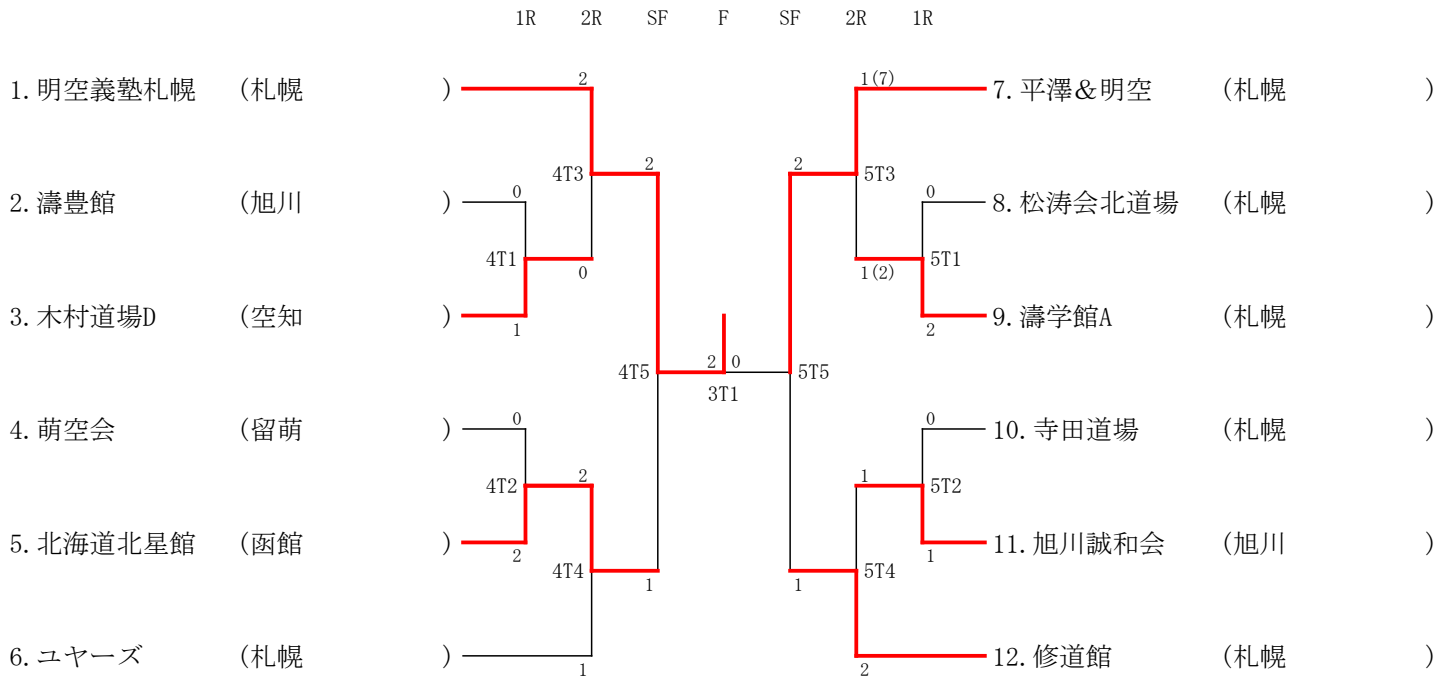 1R 2R SF F SF 2R 1R
2 1(7)
1. 明空義塾札幌 (札幌 ) 7. 平澤&明空 (札幌 )
4T3 2 2 5T3
0 0
2. 濤豊館 (旭川 ) 8. 松涛会北道場 (札幌 )
4T1 5T1
0 1(2)
3. 木村道場D (空知 ) 9. 濤学館A (札幌 )
1 2
2 0
4T5 5T5
3T1
0 0
4. 萌空会 (留萌 ) 10. 寺田道場 (札幌 )
2 1
4T2 5T2
5. 北海道北星館 (函館 ) 11. 旭川誠和会 (旭川 )
2 1
4T4 5T4
1 1
6. ユヤーズ (札幌 ) 12. 修道館 (札幌 )
1 2